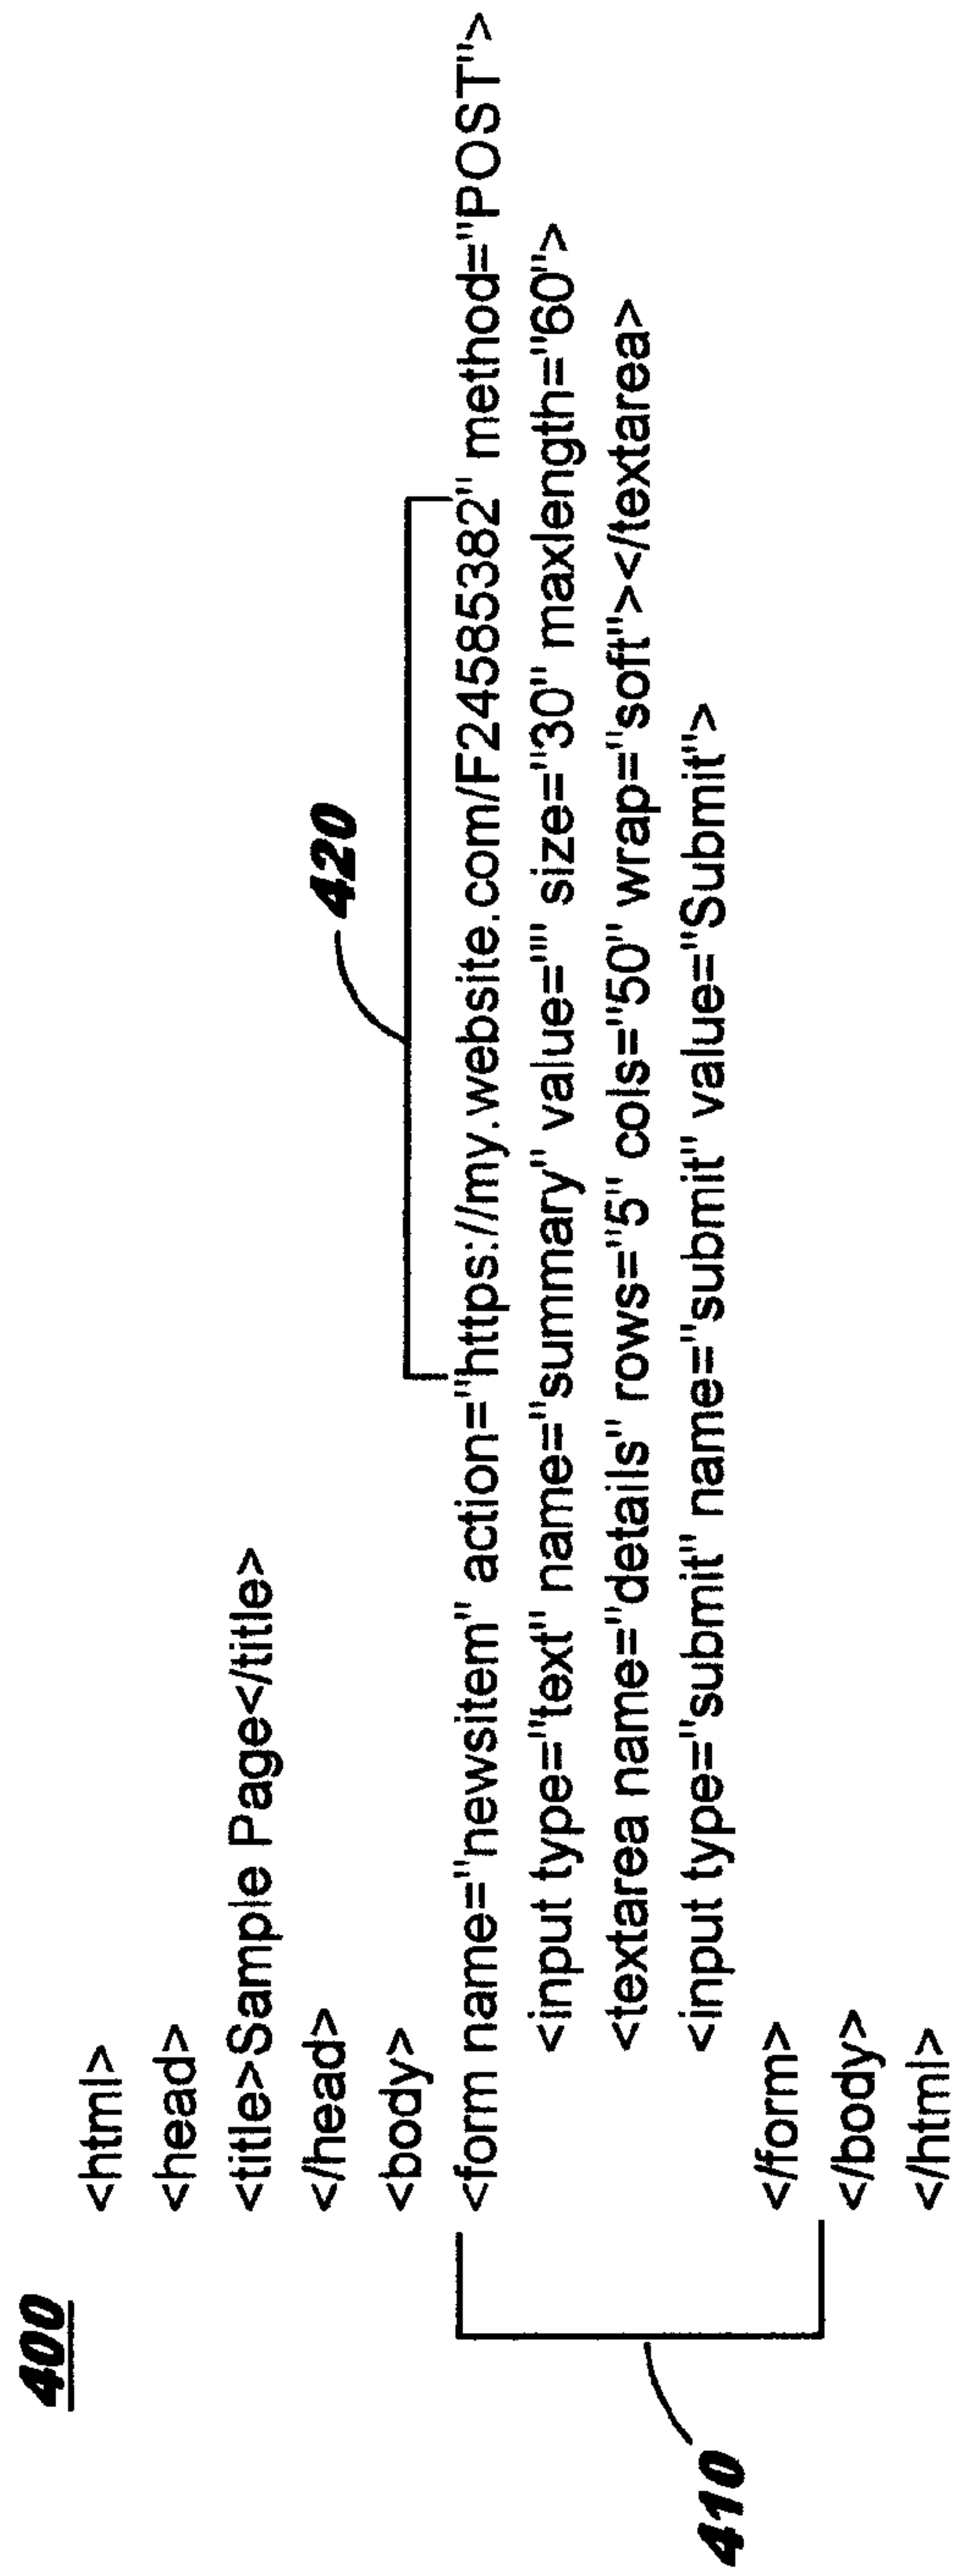 400
<html>
<head>
<title>Sample Page</title>
</head>
<body>
420
<form name="newsitem" action="https://my.website.com/F24585382" method="POST">
<input type="text" name="summary" value="" size="30" maxlength="60">
<textarea name="details" rows="5" cols="50" wrap="soft"></textarea>
<input type="submit" name="submit" value="Submit">
410
</form>
</body>
</html>